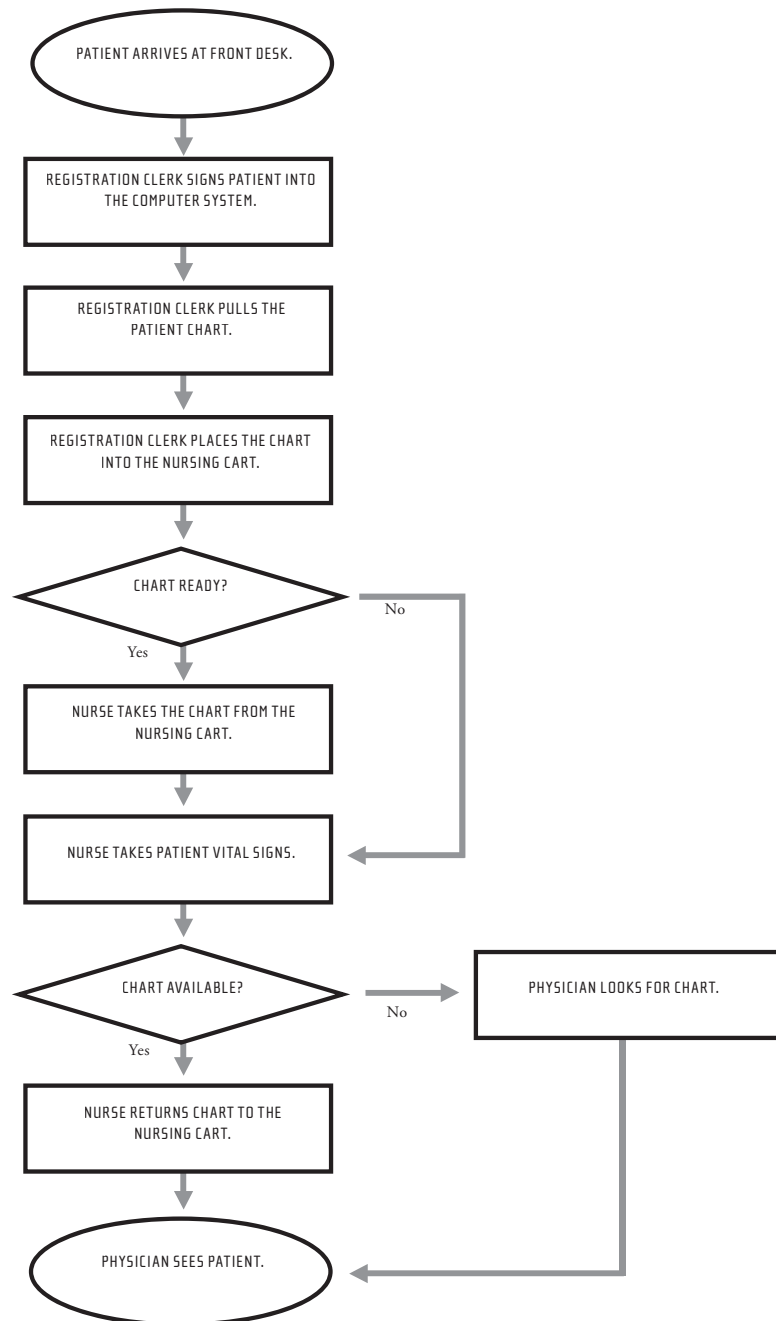 PATIENT ARRIVES AT FRONT DESK.
REGISTRATION CLERK SIGNS PATIENT INTO
THE COMPUTER SYSTEM.
REGISTRATION CLERK PULLS THE
PATIENT CHART.
REGISTRATION CLERK PLACES THE CHART
INTO THE NURSING CART.
CHART READY?
No
Yes
NURSE TAKES THE CHART FROM THE
NURSING CART.
NURSE TAKES PATIENT VITAL SIGNS.
CHART AVAILABLE?
PHYSICIAN LOOKS FOR CHART.
No
Yes
NURSE RETURNS CHART TO THE
NURSING CART.
PHYSICIAN SEES PATIENT.